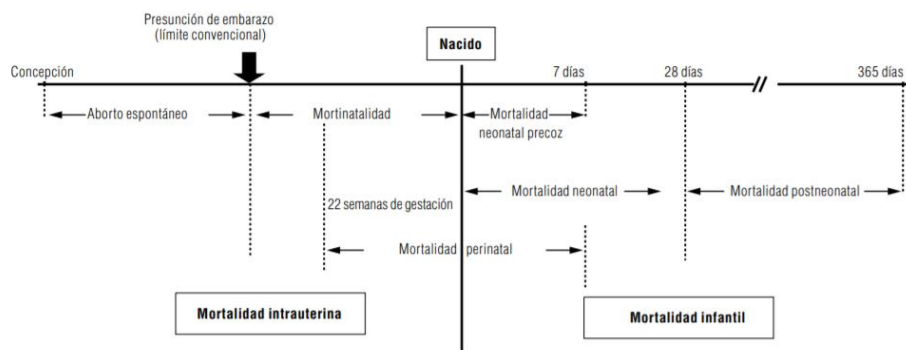 Presunción de embarazo
(límite convencional)
Nacido
Concepción
7 días
28 días
365 días
Aborto espontáneo
Mortinatalidad
Mortalidad
neonatal precoz
Mortalidad neonatal
Mortalidad postneonatal
22 semanas de gestación
Mortalidad perinatal
Mortalidad intrauterina
Mortalidad infantil